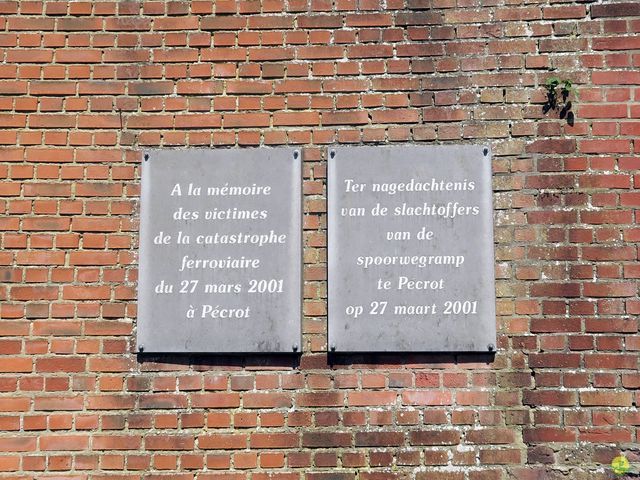 A la mémoire
des victimes
de la catastrophe
ferroviaire
du 27 mars 2001
à Pécrot
Ter nagedachtenis
van de slachtoffers
van de
spoorwegramp
te Pecrot
op 27 maart 2001